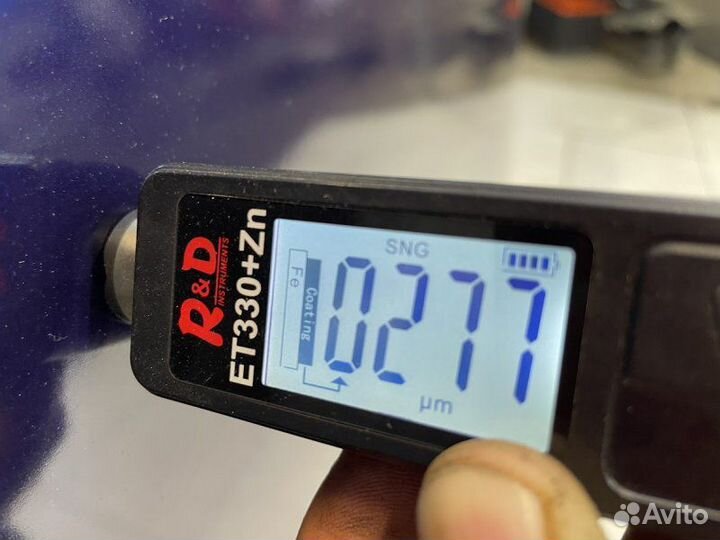 R&D
INSTRUMENTS
ET330+Zn
SNG
Fe
Coating
0277
µm
Avito